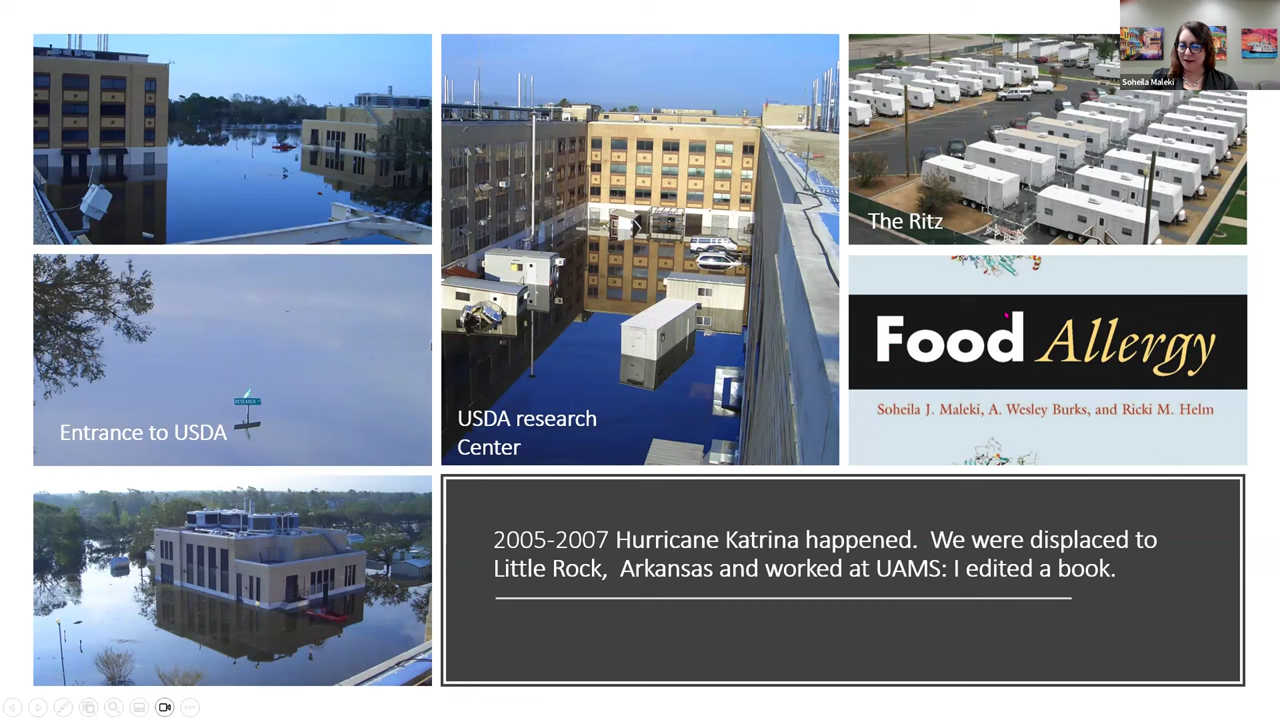 Soheila Maleki
The Ritz
RESEARCH
Entrance to USDA
USDA research
Center
Food Allergy
Soheila J. Maleki, A. Wesley Burks, and Ricki M. Helm
2005-2007 Hurricane Katrina happened.  We were displaced to
Little Rock,  Arkansas and worked at UAMS: I edited a book.